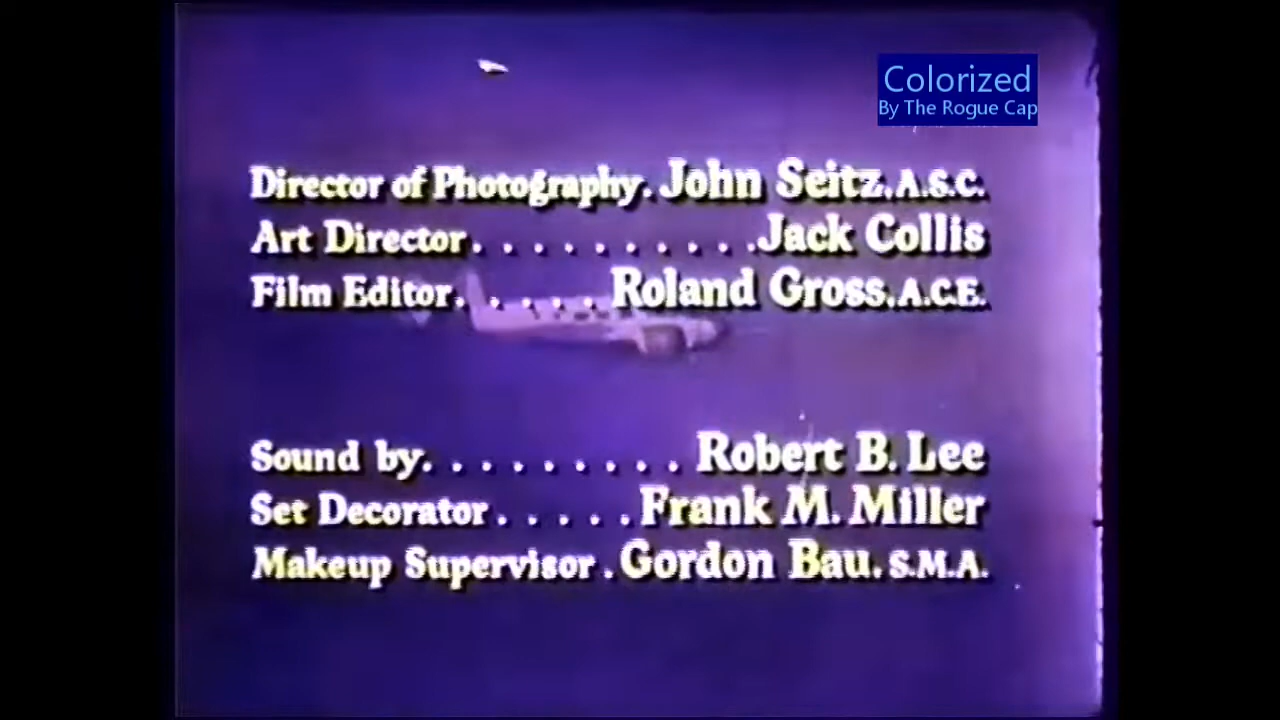 Colorized
By The Rogue Cap
Director of Photography. John Seitz, A.S.C.
Art Director . . . . . . . . . . Jack Collis
Film Editor. . . . . . Roland Gross, A.C.E.
Sound by. . . . . . . . . . Robert B. Lee
Set Decorator . . . . . Frank M. Miller
Makeup Supervisor . Gordon Bau, S.M.A.